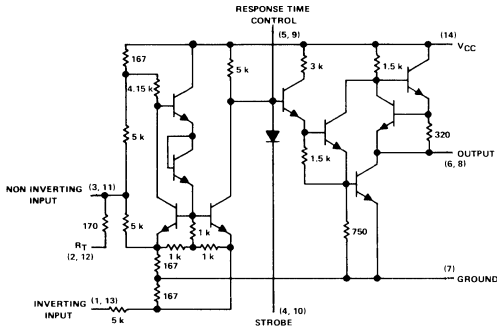 RESPONSE TIME
CONTROL
(5, 9)
(14)
VCC
167
5 k
3 k
1.5 k
4.15 k
5 k
1.5 k
320
OUTPUT
(6, 8)
NON INVERTING
INPUT
(3, 11)
170
5 k
1 k
1 k
1 k
750
RT
(2, 12)
167
(7)
GROUND
167
INVERTING
INPUT
(1, 13)
5 k
(4, 10)
STROBE